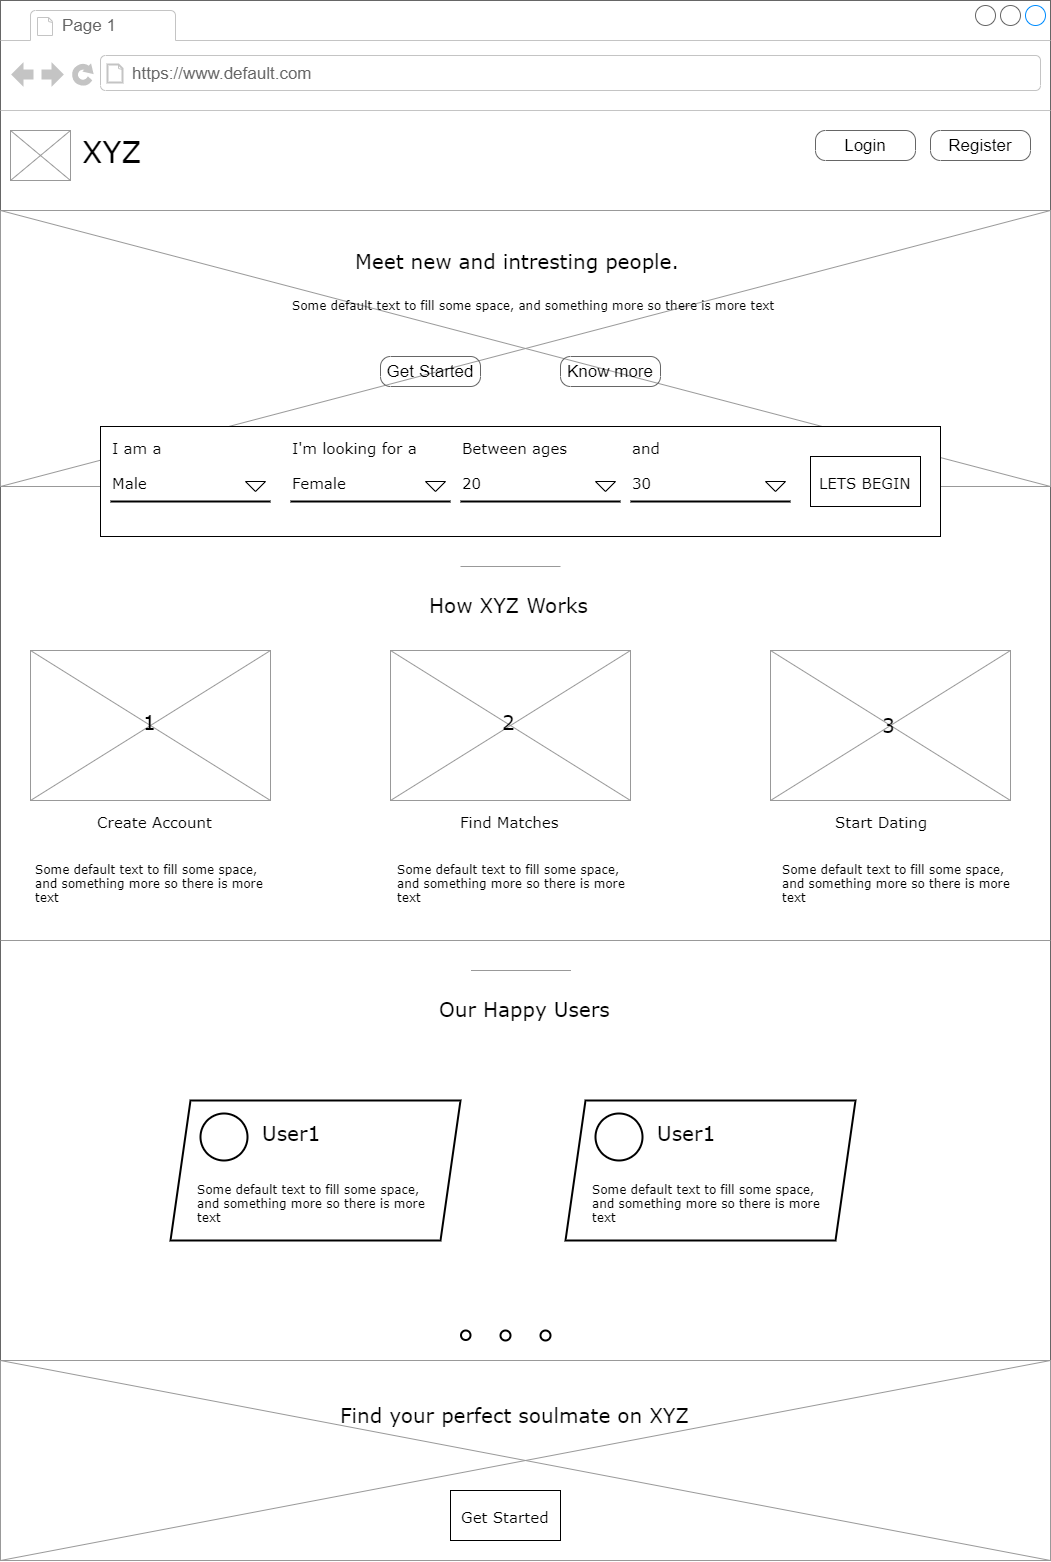 Page 1
https://www.default.com
XYZ
Login
Register
Meet new and intresting people.
Some default text to fill some space, and something more so there is more text
Get Started
Know more
I am a
I'm looking for a
Between ages
and
Male
Female
20
30
LETS BEGIN
How XYZ Works
1
2
3
Create Account
Find Matches
Start Dating
Some default text to fill some space,
and something more so there is more
text
Some default text to fill some space,
and something more so there is more
text
Some default text to fill some space,
and something more so there is more
text
Our Happy Users
User1
Some default text to fill some space,
and something more so there is more
text
User1
Some default text to fill some space,
and something more so there is more
text
Find your perfect soulmate on XYZ
Get Started